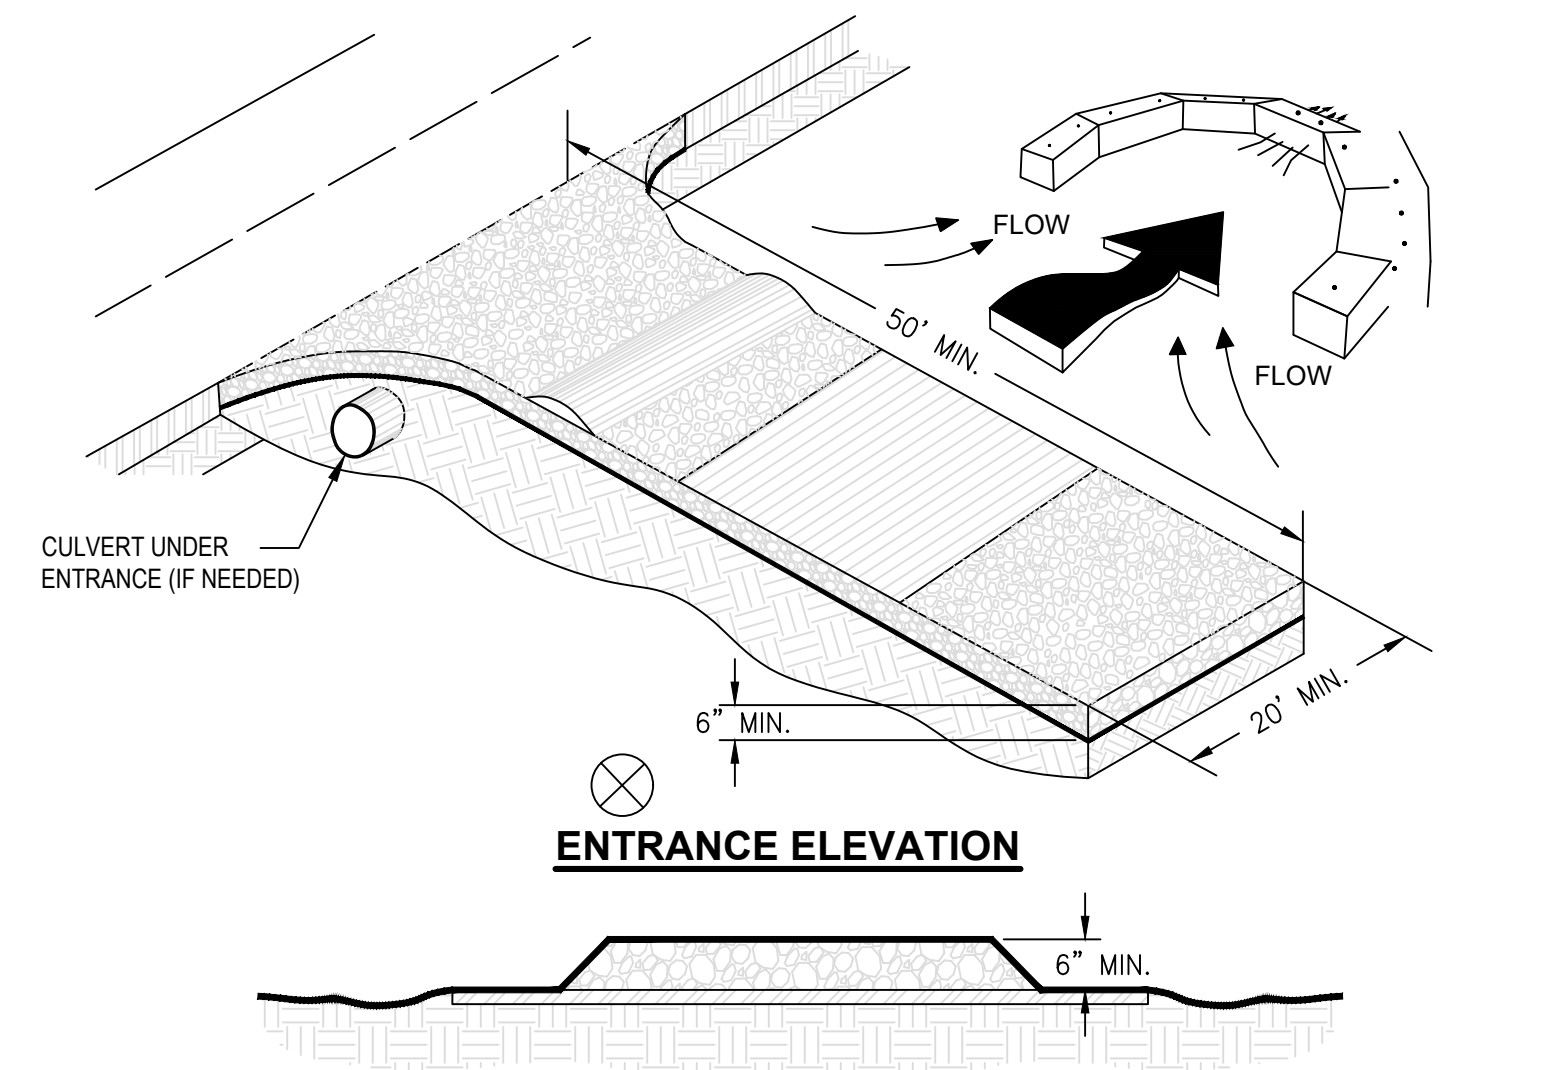 FLOW
50' MIN.
FLOW
CULVERT UNDER
ENTRANCE (IF NEEDED)
20' MIN.
6" MIN.
ENTRANCE ELEVATION
6" MIN.